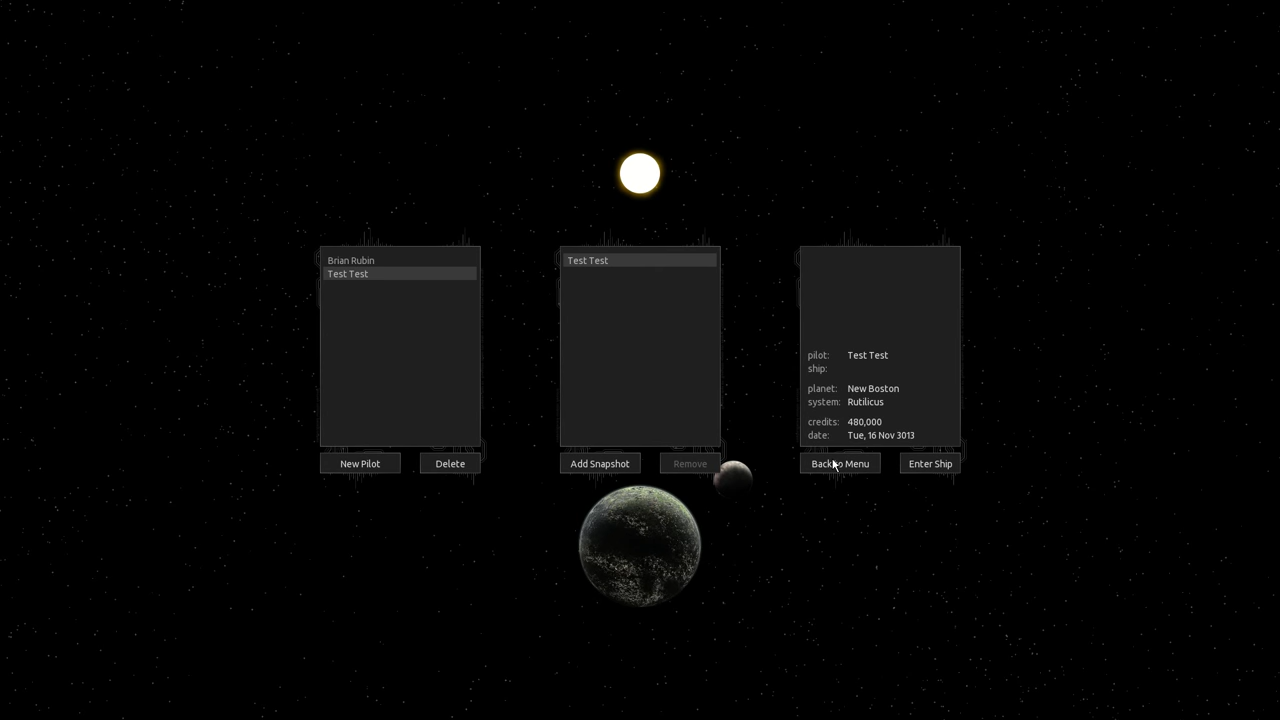 Brian Rubin
Test Test
New Pilot
Delete
Test Test
Add Snapshot
Remove
pilot: Test Test
ship:
planet: New Boston
system: Rutilicus
credits: 480,000
date: Tue, 16 Nov 3013
Back to Menu
Enter Ship